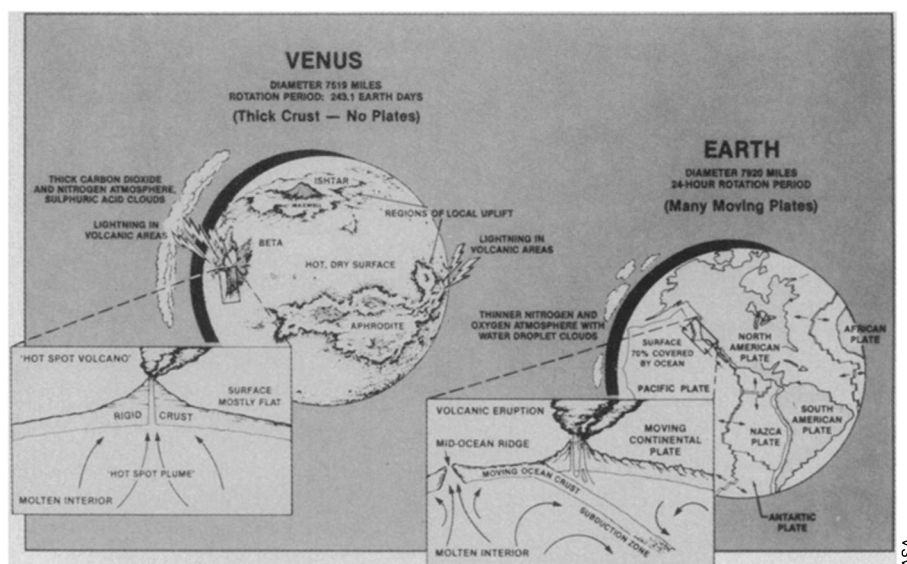 VENUS
DIAMETER 7519 MILES
ROTATION PERIOD: 243.1 EARTH DAYS
(Thick Crust — No Plates)
THICK CARBON DIOXIDE
AND NITROGEN ATMOSPHERE,
SULPHURIC ACID CLOUDS
LIGHTNING IN
VOLCANIC AREAS
ISHTAR
MAXWELL
REGIONS OF LOCAL UPLIFT
BETA
LIGHTNING IN
VOLCANIC AREAS
HOT, DRY SURFACE
APHRODITE
'HOT SPOT VOLCANO'
SURFACE
MOSTLY FLAT
RIGID CRUST
'HOT SPOT PLUME'
MOLTEN INTERIOR
EARTH
DIAMETER 7920 MILES
24-HOUR ROTATION PERIOD
(Many Moving Plates)
THINNER NITROGEN AND
OXYGEN ATMOSPHERE WITH
WATER DROPLET CLOUDS
SURFACE
70% COVERED
BY OCEAN
NORTH
AMERICAN
PLATE
AFRICAN
PLATE
PACIFIC PLATE
NAZCA
PLATE
SOUTH
AMERICAN
PLATE
ANTARTIC
PLATE
VOLCANIC ERUPTION
MID-OCEAN RIDGE
MOVING
CONTINENTAL
PLATE
MOVING OCEAN CRUST
SUBDUCTION ZONE
MOLTEN INTERIOR